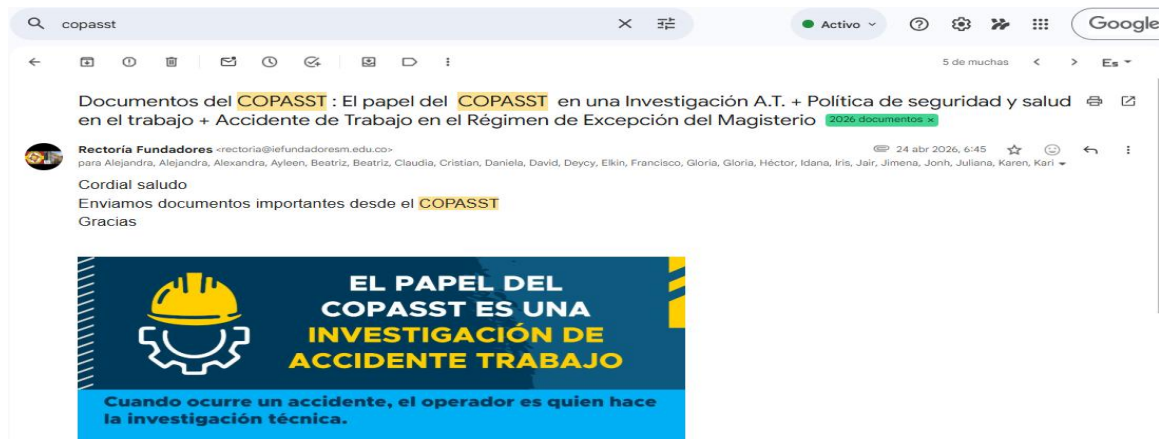 copasst
Activo
Google
5 de muchas
Es
Documentos del COPASST : El papel del COPASST en una Investigación A.T. + Política de seguridad y salud
en el trabajo + Accidente de Trabajo en el Régimen de Excepción del Magisterio 2026 documentos x
Rectoría Fundadores <rectoria@iefundadoresm.edu.co>
24 abr 2026, 6:45
para Alejandra, Alejandra, Alexandra, Ayleen, Beatriz, Beatriz, Claudia, Cristian, Daniela, David, Deycy, Elkin, Francisco, Gloria, Gloria, Héctor, Idana, Iris, Jair, Jimena, Jonh, Juliana, Karen, Kari
Cordial saludo
Enviamos documentos importantes desde el COPASST
Gracias
EL PAPEL DEL
COPASST ES UNA
INVESTIGACIÓN DE
ACCIDENTE TRABAJO
Cuando ocurre un accidente, el operador es quien hace
la investigación técnica.